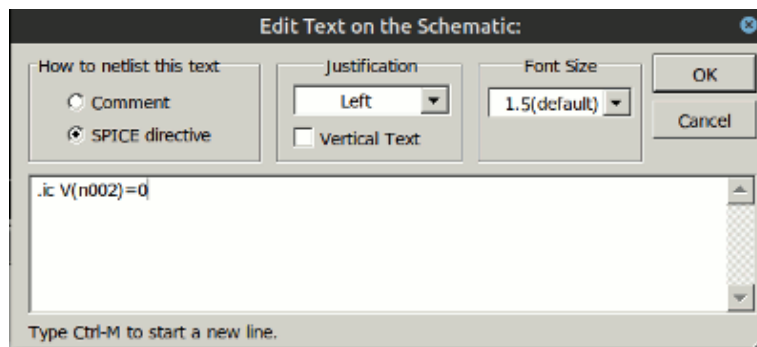 Edit Text on the Schematic:
How to netlist this text
Comment
SPICE directive
Justification
Left
Vertical Text
Font Size
1.5(default)
OK
Cancel
.ic V(n002)=0
Type Ctrl-M to start a new line.